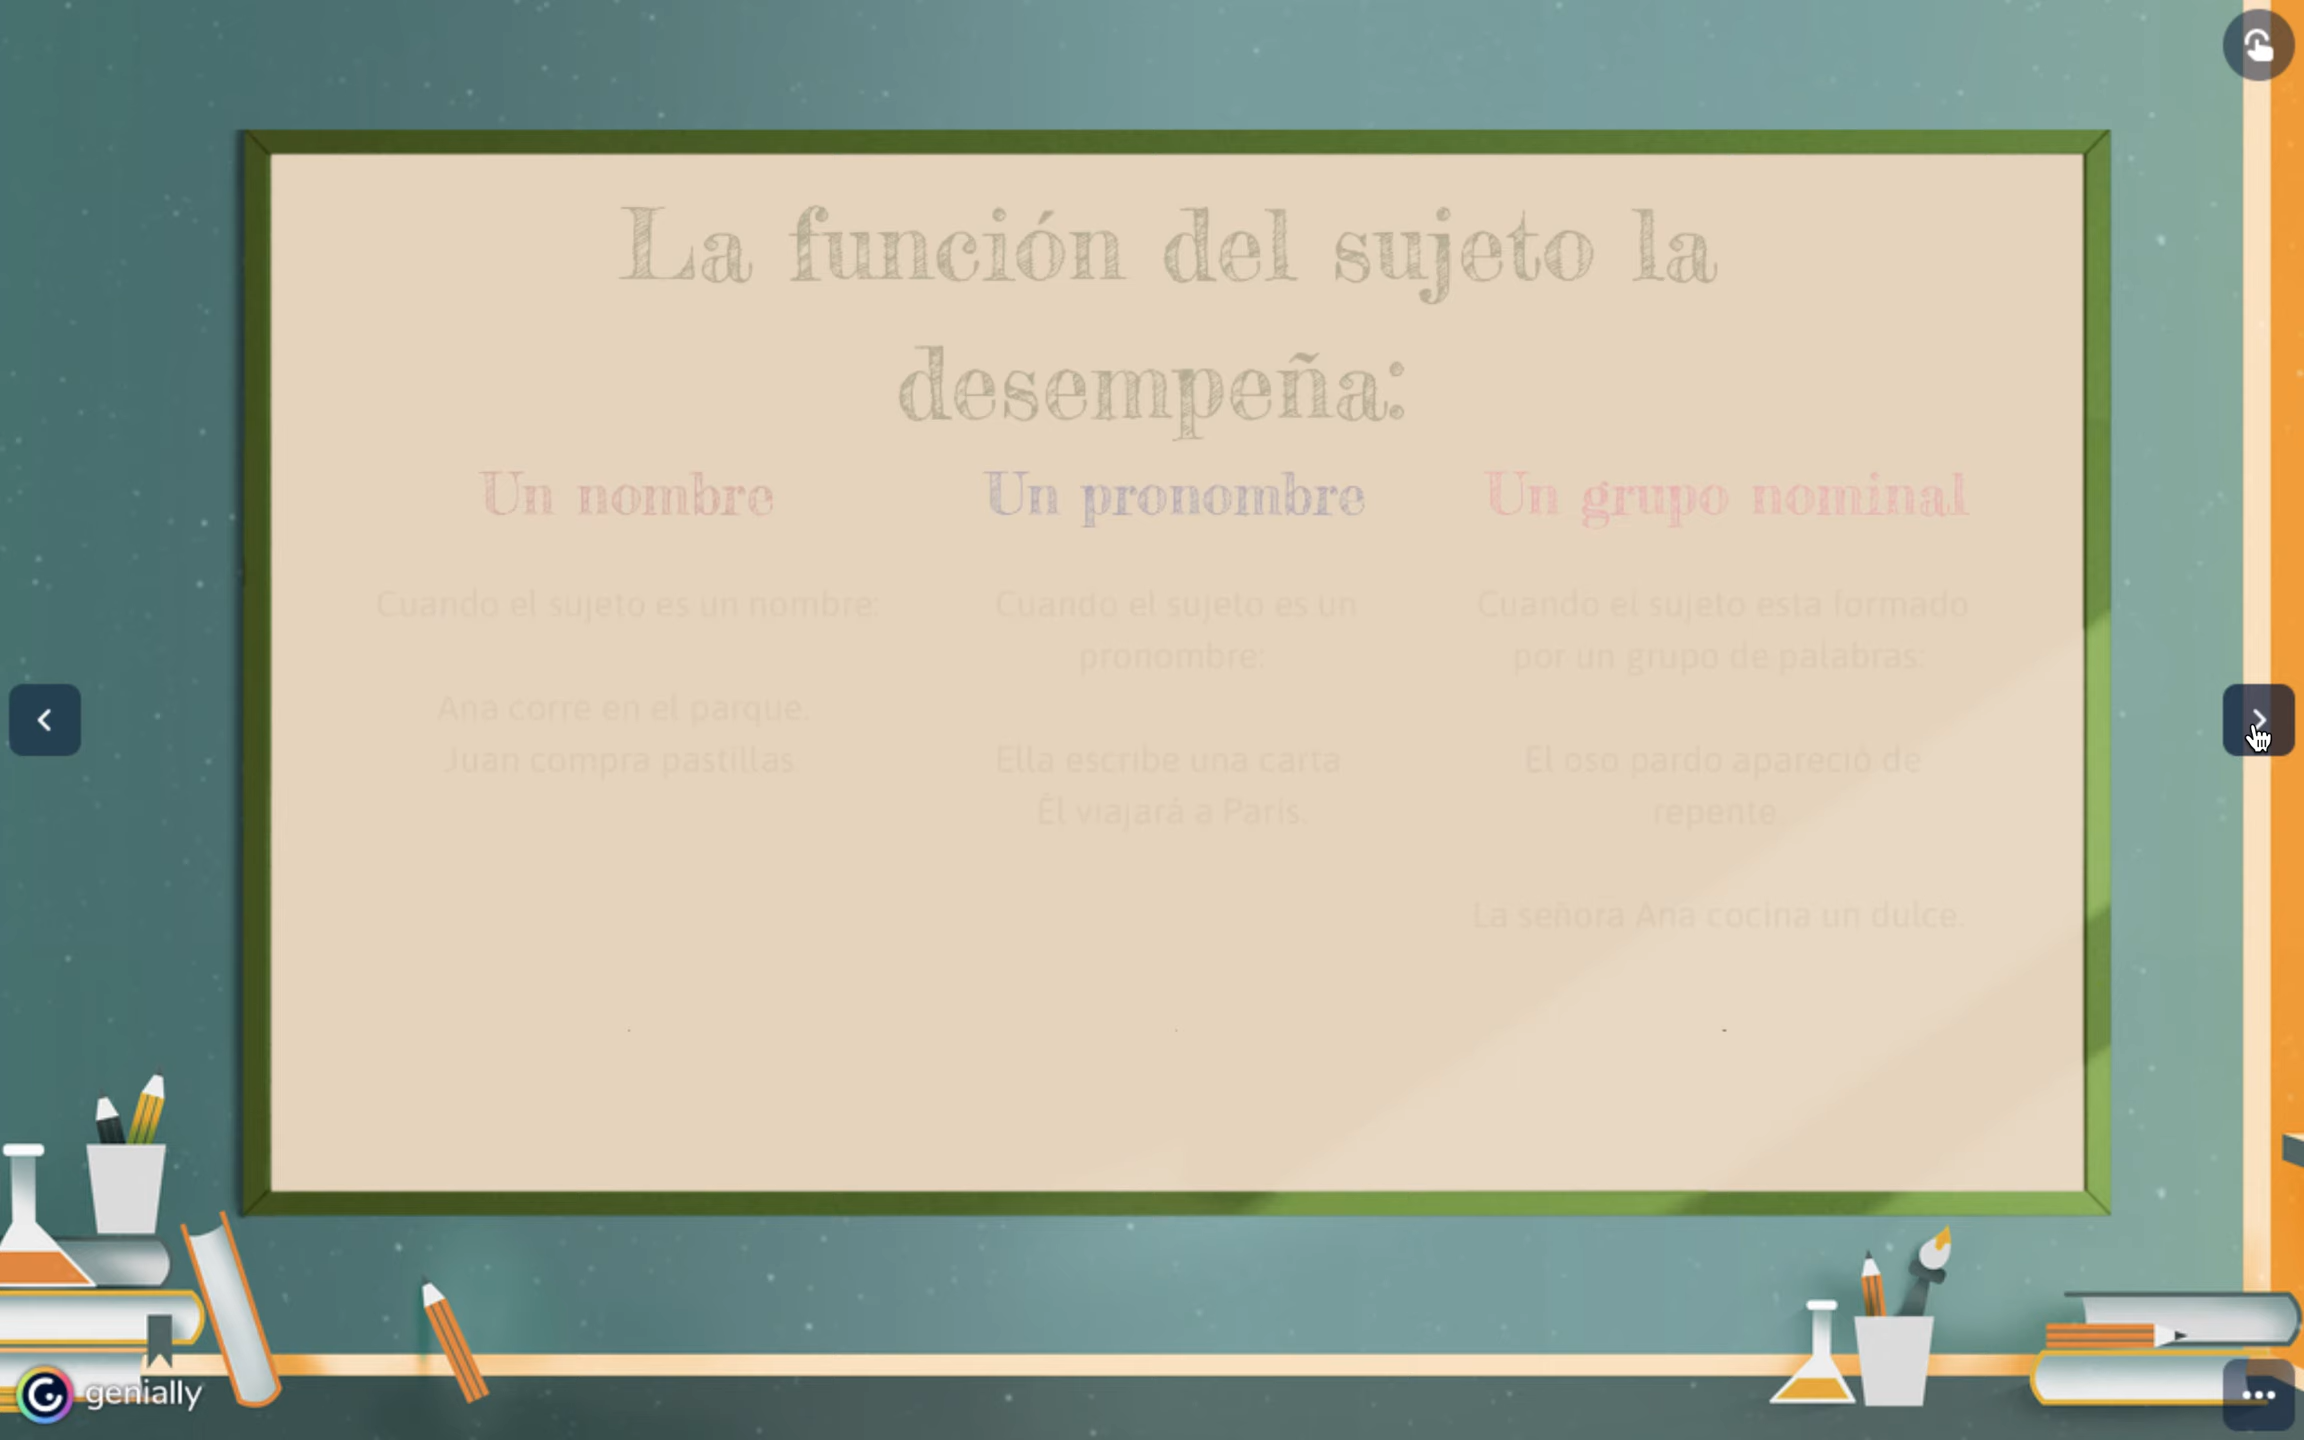 La función del sujeto la
desempeña:
Un nombre
Cuando el sujeto es un nombre:
Ana corre en el parque.
Juan compra pastillas
Un pronombre
Cuando el sujeto es un
pronombre:
Ella escribe una carta
Él viajará a París.
Un grupo nominal
Cuando el sujeto esta formado
por un grupo de palabras:
El oso pardo apareció de
repente
La señora Ana cocina un dulce.
genially